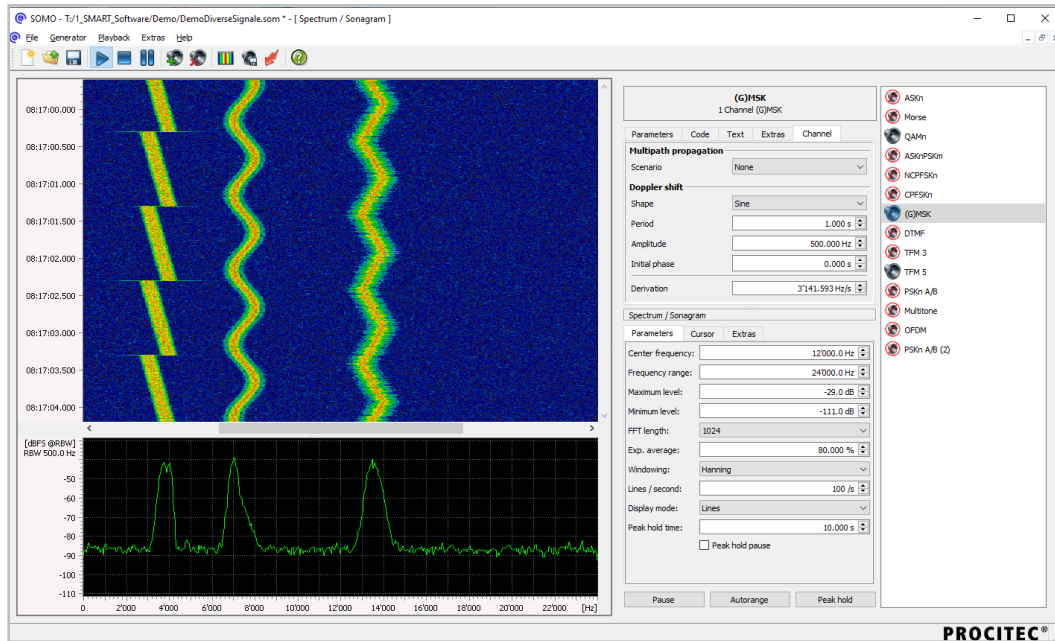 SOMO - T:/1_SMART_Software/Demo/DemoDiverseSignale.som * - [ Spectrum / Sonagram ]
File Generator Playback Extras Help
08:17:00.000
08:17:00.500
08:17:01.000
08:17:01.500
08:17:02.000
08:17:02.500
08:17:03.000
08:17:03.500
08:17:04.000
[dBFS @RBW]
RBW 500.0 Hz
-50
-60
-70
-80
-90
-100
-110
0 2'000 4'000 6'000 8'000 10'000 12'000 14'000 16'000 18'000 20'000 22'000 [Hz]
(G)MSK
1 Channel (G)MSK
Parameters Code Text Extras Channel
Multipath propagation
Scenario None
Doppler shift
Shape Sine
Period 1.000 s
Amplitude 500.000 Hz
Initial phase 0.000 s
Derivation 3'141.593 Hz/s
Spectrum / Sonagram
Parameters Cursor Extras
Center frequency: 12'000.0 Hz
Frequency range: 24'000.0 Hz
Maximum level: -29.0 dB
Minimum level: -111.0 dB
FFT length: 1024
Exp. average: 80.000 %
Windowing: Hanning
Lines / second: 100 /s
Display mode: Lines
Peak hold time: 10.000 s
Peak hold pause
Pause Autorange Peak hold
ASKn
Morse
QAMn
ASKnPSKm
NCPFSKn
CPFSKn
(G)MSK
DTMF
TFM 3
TFM 5
PSKn A/B
Multitone
OFDM
PSKn A/B (2)
PROCITEC®